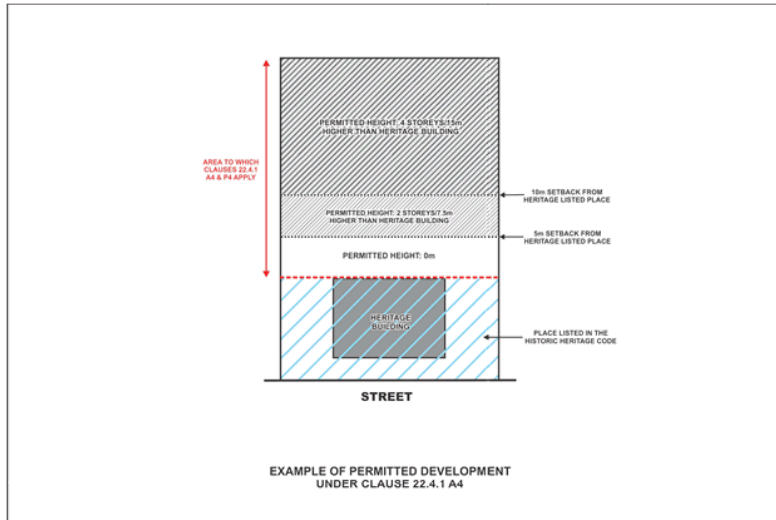 PERMITTED HEIGHT: 4 STOREYS/15m
HIGHER THAN HERITAGE BUILDING
AREA TO WHICH
CLAUSES 22.4.1
A4 & P4 APPLY
10m SETBACK FROM
HERITAGE LISTED PLACE
PERMITTED HEIGHT: 2 STOREYS/7.5m
HIGHER THAN HERITAGE BUILDING
5m SETBACK FROM
HERITAGE LISTED PLACE
PERMITTED HEIGHT: 0m
HERITAGE
BUILDING
PLACE LISTED IN THE
HISTORIC HERITAGE CODE
STREET
EXAMPLE OF PERMITTED DEVELOPMENT
UNDER CLAUSE 22.4.1 A4